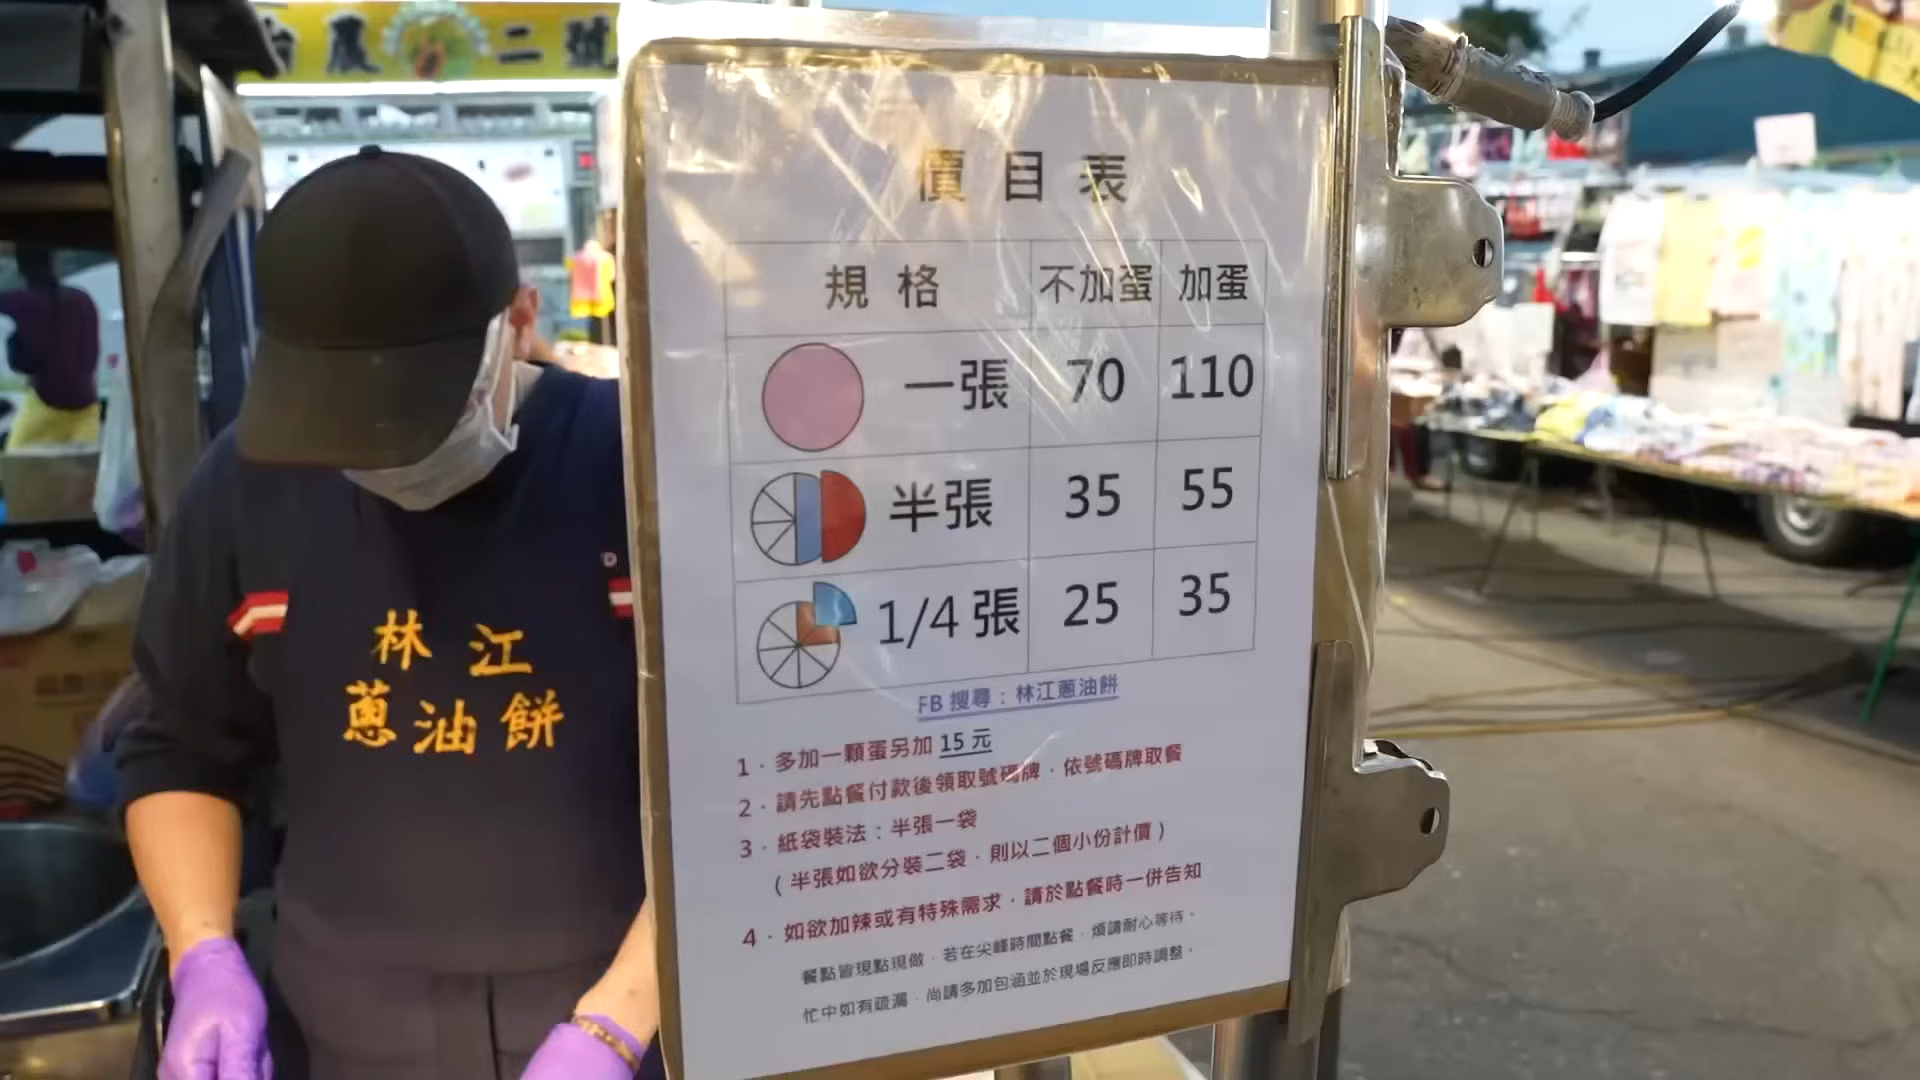 農 二號
價目表
規格 不加蛋 加蛋
一張 70 110
半張 35 55
1/4 張 25 35
FB 搜尋：林江蔥油餅
1．多加一顆蛋另加 15 元
2．請先點餐付款後領取號碼牌．依號碼牌取餐
3．紙袋裝法：半張一袋
（半張如欲分裝二袋．則以二個小份計價）
4．如欲加辣或有特殊需求．請於點餐時一併告知
餐點皆現點現做．若在尖峰時間點餐．煩請耐心等待。
忙中如有疏漏．尚請多加包涵並於現場反應即時調整。
林江
蔥油餅